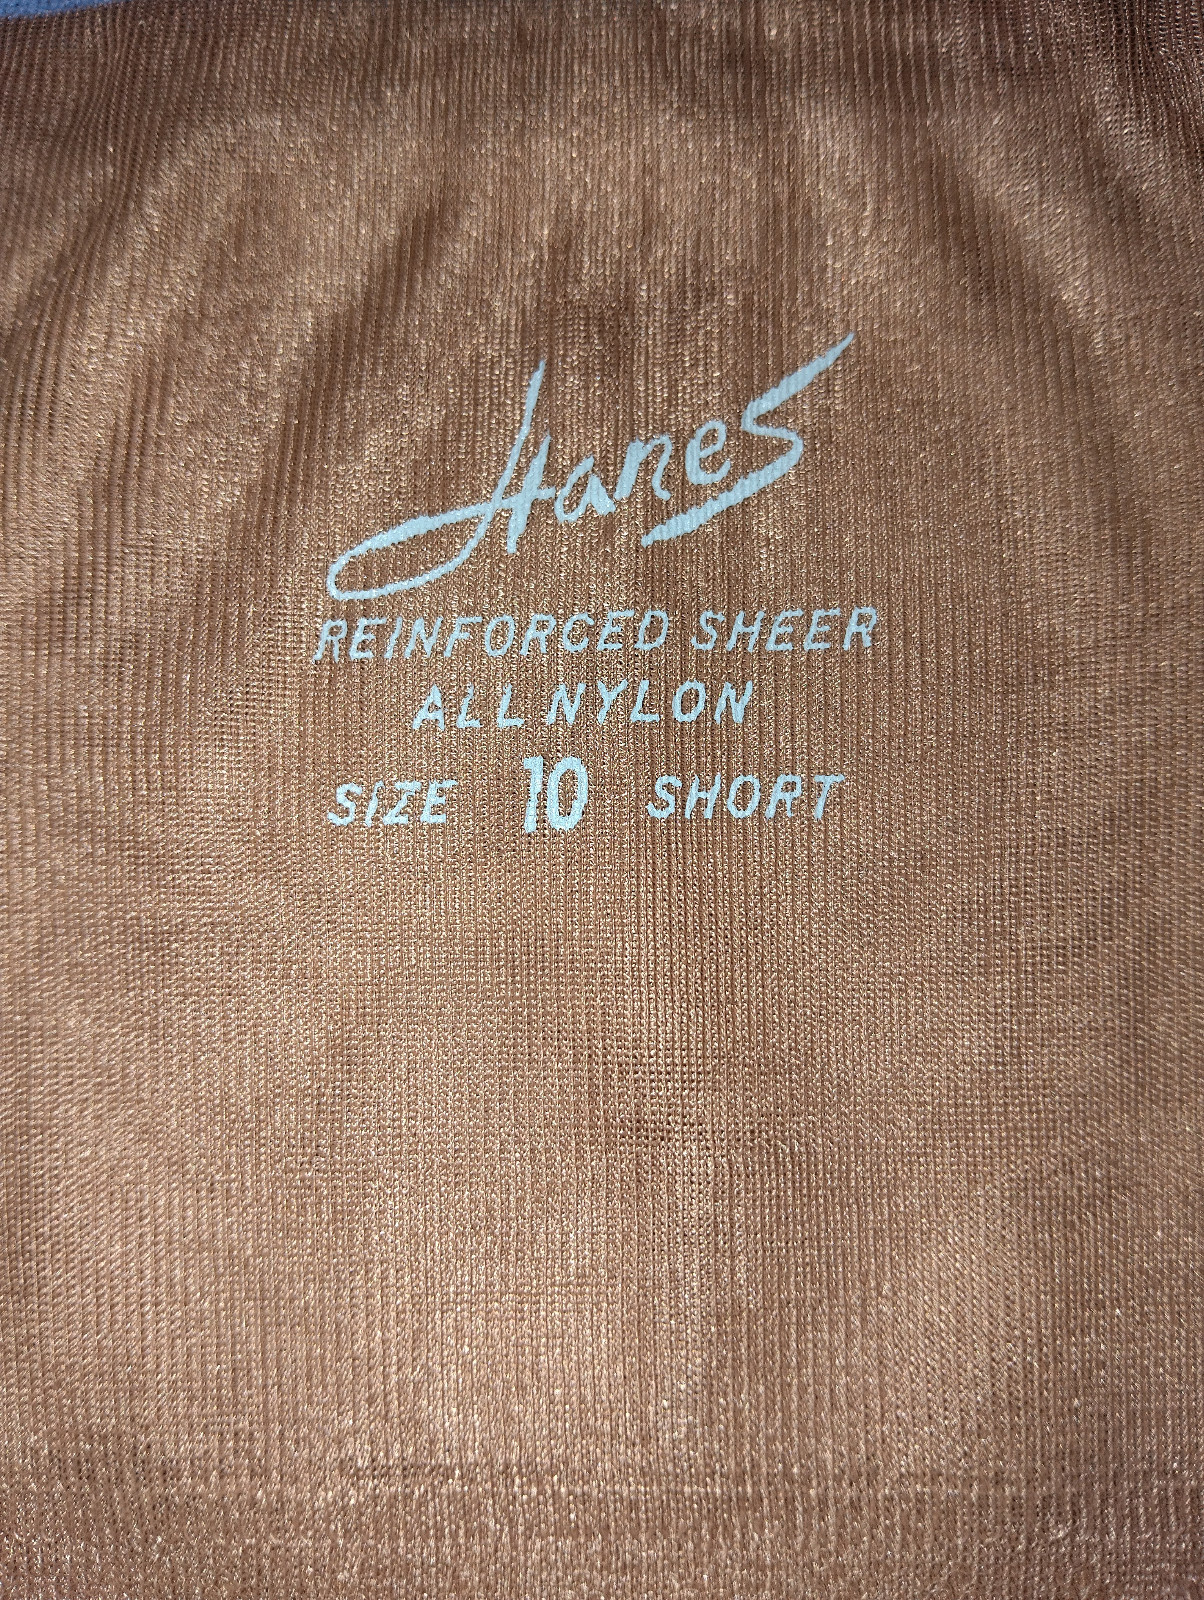 Hanes
REINFORCED SHEER
ALL NYLON
SIZE 10 SHORT